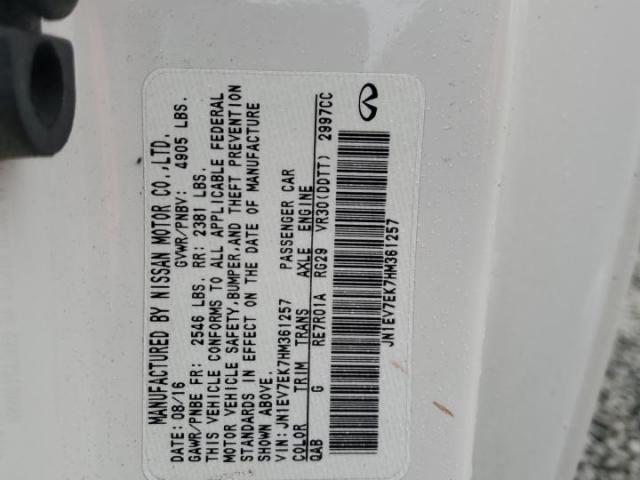 MANUFACTURED BY NISSAN MOTOR CO.,LTD.
DATE: 08/16 GVWR/PNBV: 4905 LBS.
GAWR/PNBE FR: 2546 LBS. RR: 2381 LBS.
THIS VEHICLE CONFORMS TO ALL APPLICABLE FEDERAL
MOTOR VEHICLE SAFETY,BUMPER,AND THEFT PREVENTION
STANDARDS IN EFFECT ON THE DATE OF MANUFACTURE
SHOWN ABOVE.
VIN: JN1EV7EK7HM361257 PASSENGER CAR
COLOR TRIM TRANS AXLE ENGINE
QAB G RE7R01A RG29 VR30(DDTT) 2997CC
JN1EV7EK7HM361257